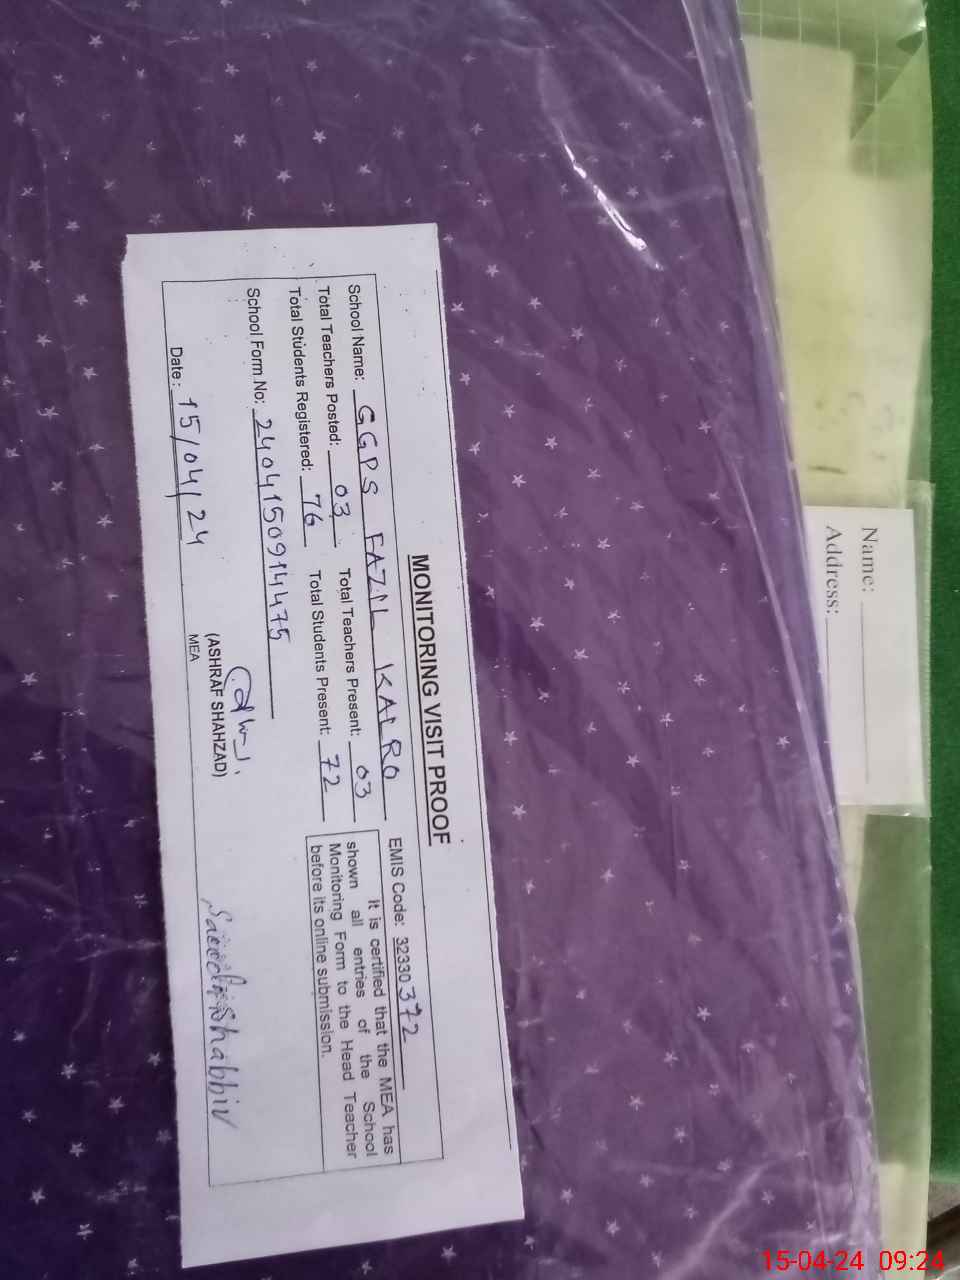 MONITORING VISIT PROOF
School Name: GGPS FAZAL KALRO EMIS Code: 32330372
Total Teachers Posted: 03 Total Teachers Present: 03
Total Students Registered: 76 Total Students Present: 72
It is certified that the MEA has
shown all entries of the School
Monitoring Form to the Head Teacher
before its online submission.
School Form No: 2404150914475
(ASHRAF SHAHZAD)
MEA
Date: 15/04/24
Shabbir
Name:
Address:
15-04-24 09:24